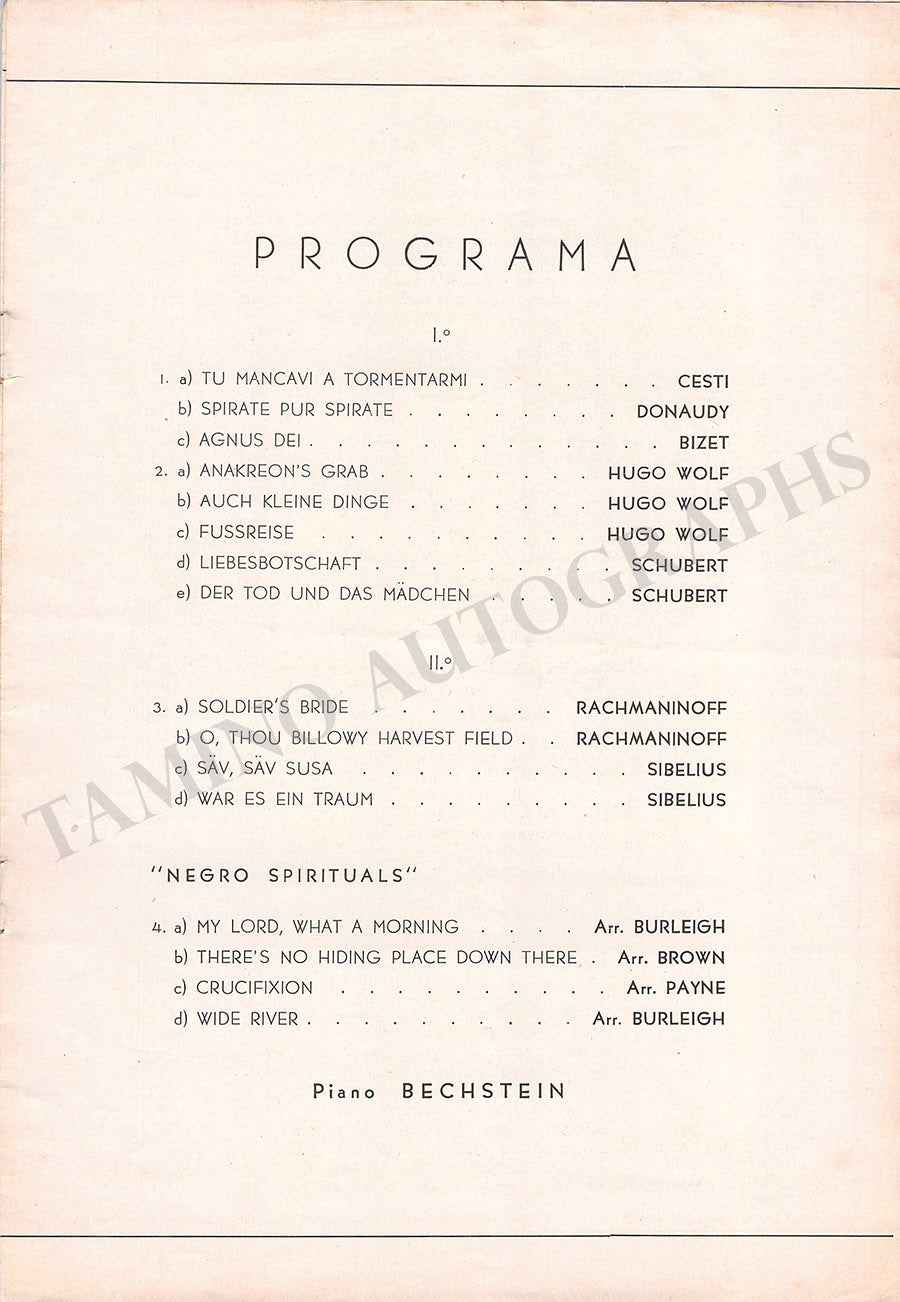 PROGRAMA
I.º
1. a) TU MANCAVI A TORMENTARMI . . . . . . . CESTI
b) SPIRATE PUR SPIRATE . . . . . . . . DONAUDY
c) AGNUS DEI . . . . . . . . . . . . . BIZET
2. a) ANAKREON'S GRAB . . . . . . . . HUGO WOLF
b) AUCH KLEINE DINGE . . . . . . . HUGO WOLF
c) FUSSREISE . . . . . . . . . . HUGO WOLF
d) LIEBESBOTSCHAFT . . . . . . . . . SCHUBERT
e) DER TOD UND DAS MÄDCHEN . . . . . SCHUBERT
II.º
3. a) SOLDIER'S BRIDE . . . . . . . RACHMANINOFF
b) O, THOU BILLOWY HARVEST FIELD . . RACHMANINOFF
c) SÄV, SÄV SUSA . . . . . . . . . . SIBELIUS
d) WAR ES EIN TRAUM . . . . . . . . . SIBELIUS
"NEGRO SPIRITUALS"
4. a) MY LORD, WHAT A MORNING . . . . Arr. BURLEIGH
b) THERE'S NO HIDING PLACE DOWN THERE . Arr. BROWN
c) CRUCIFIXION . . . . . . . . . . Arr. PAYNE
d) WIDE RIVER . . . . . . . . . . Arr. BURLEIGH
Piano BECHSTEIN
T·AMINO AUTOGRAPHS